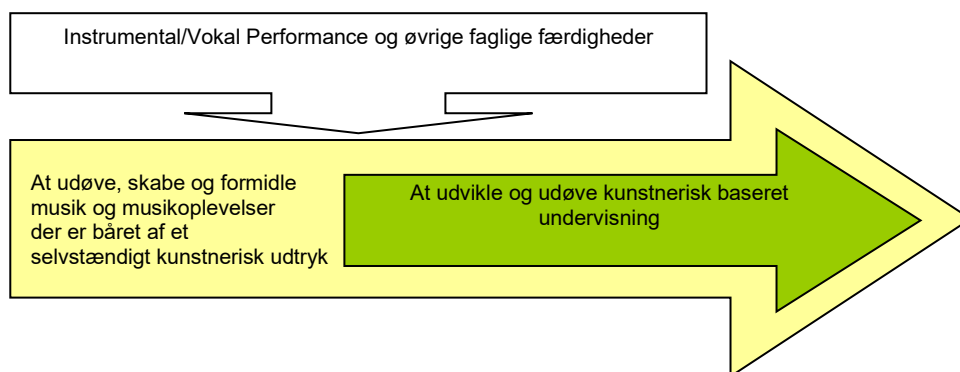 Instrumental/Vokal Performance og øvrige faglige færdigheder
At udøve, skabe og formidle
musik og musikoplevelser
der er båret af et
selvstændigt kunstnerisk udtryk
At udvikle og udøve kunstnerisk baseret
undervisning